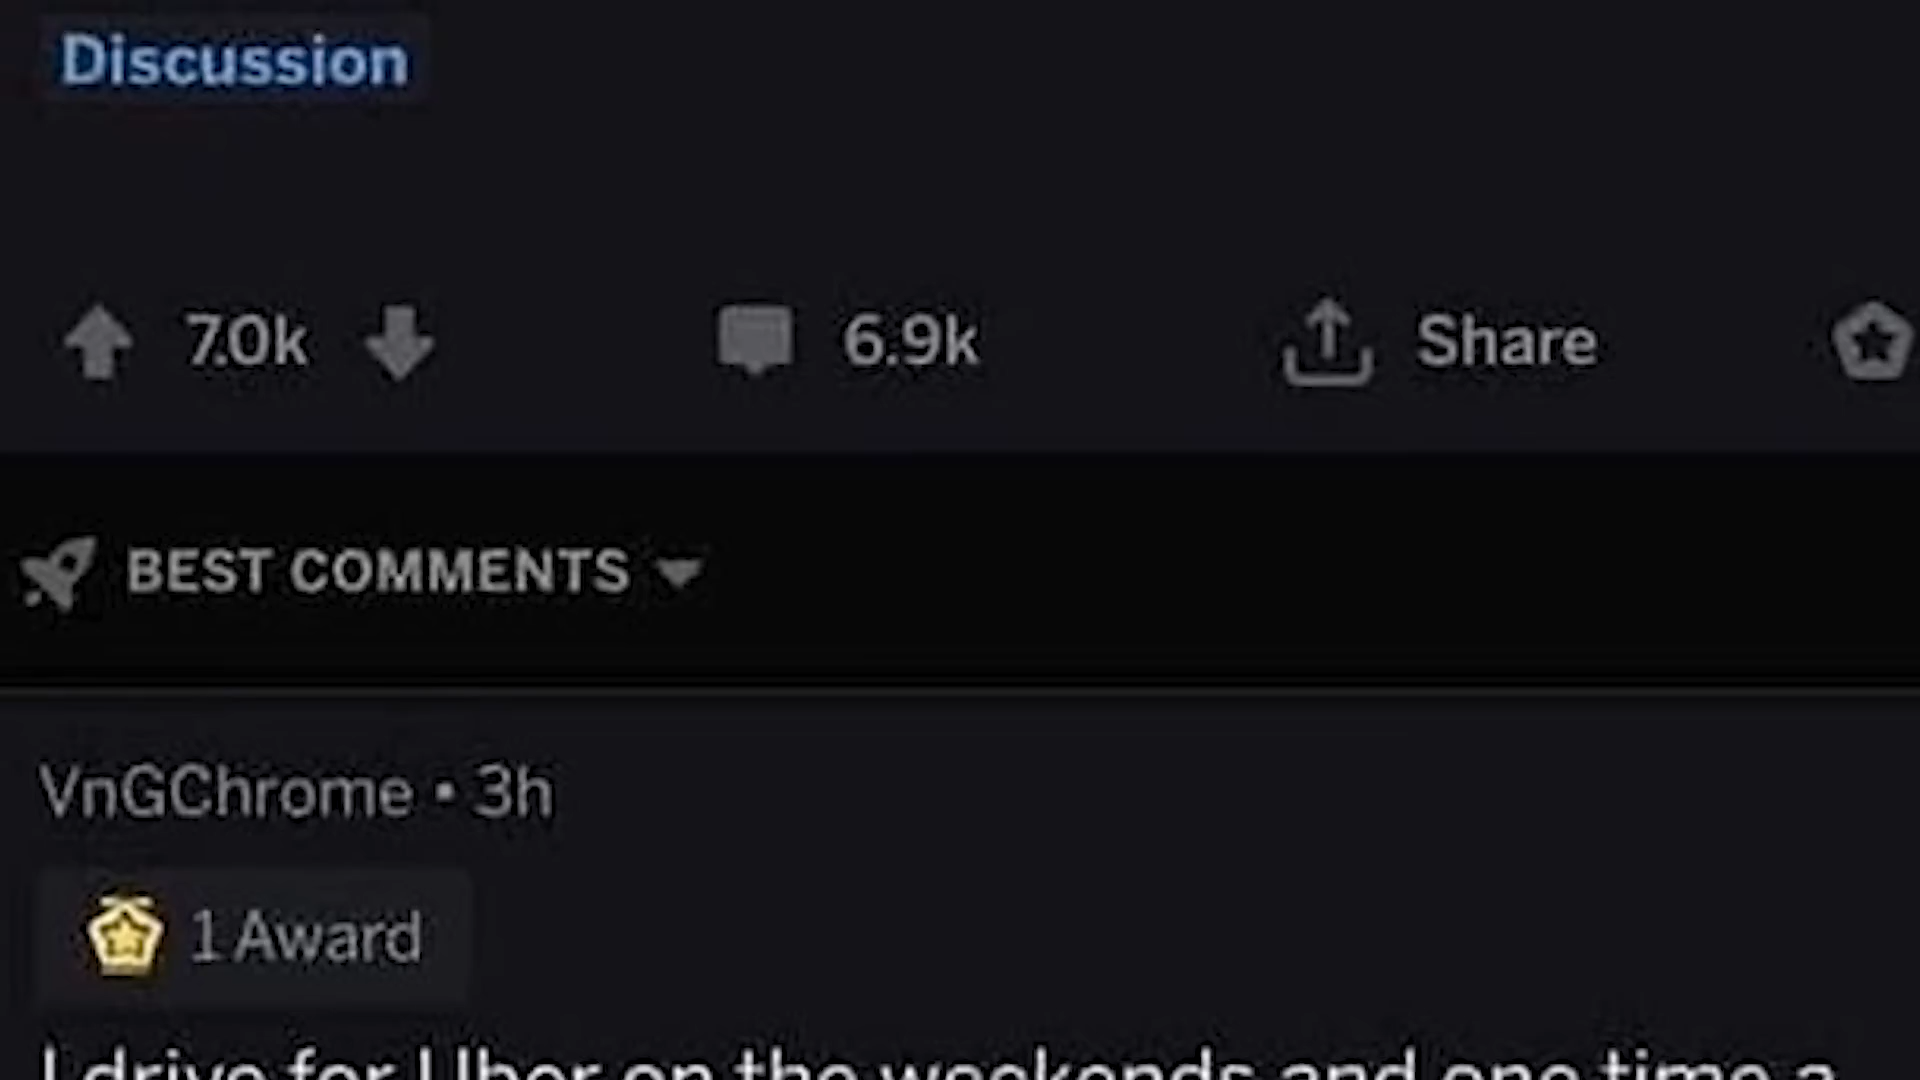 Discussion
7.0k 6.9k Share
BEST COMMENTS
VnGChrome • 3h
1 Award
I drive for Uber on the weekends and one time a